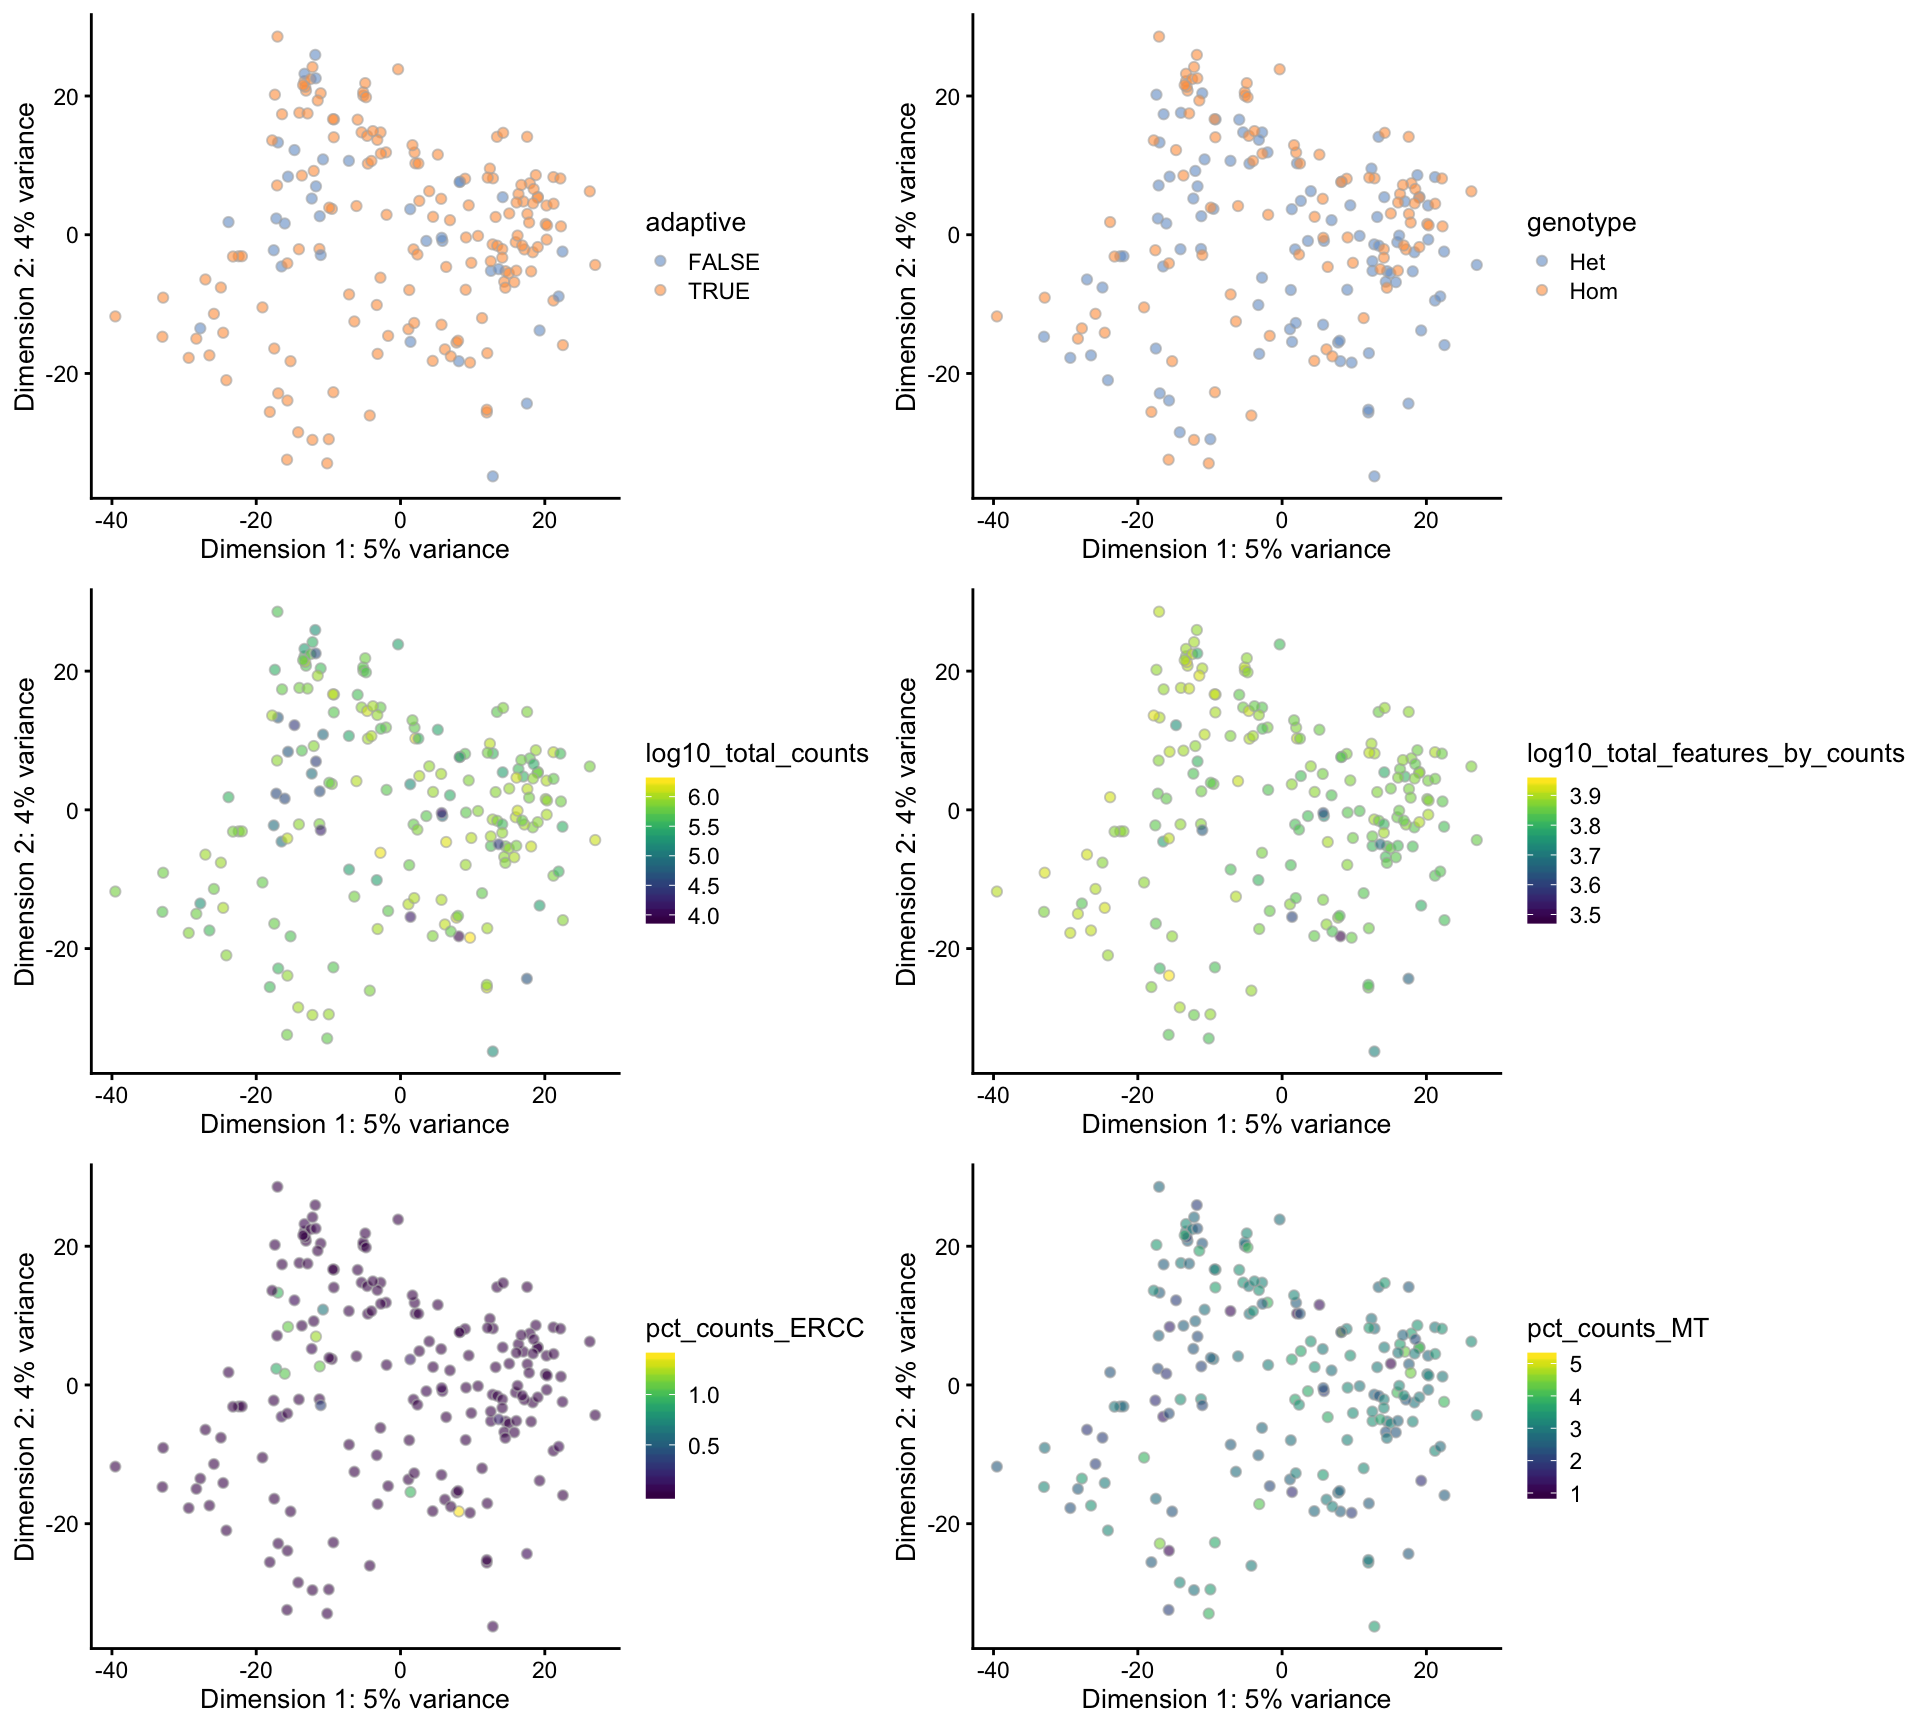 Dimension 2: 4% variance
20
0
-20
-40
-20
0
20
Dimension 1: 5% variance
adaptive
FALSE
TRUE
Dimension 2: 4% variance
20
0
-20
-40
-20
0
20
Dimension 1: 5% variance
genotype
Het
Hom
Dimension 2: 4% variance
20
0
-20
-40
-20
0
20
Dimension 1: 5% variance
log10_total_counts
6.0
5.5
5.0
4.5
4.0
Dimension 2: 4% variance
20
0
-20
-40
-20
0
20
Dimension 1: 5% variance
log10_total_features_by_counts
3.9
3.8
3.7
3.6
3.5
Dimension 2: 4% variance
20
0
-20
-40
-20
0
20
Dimension 1: 5% variance
pct_counts_ERCC
1.0
0.5
Dimension 2: 4% variance
20
0
-20
-40
-20
0
20
Dimension 1: 5% variance
pct_counts_MT
5
4
3
2
1